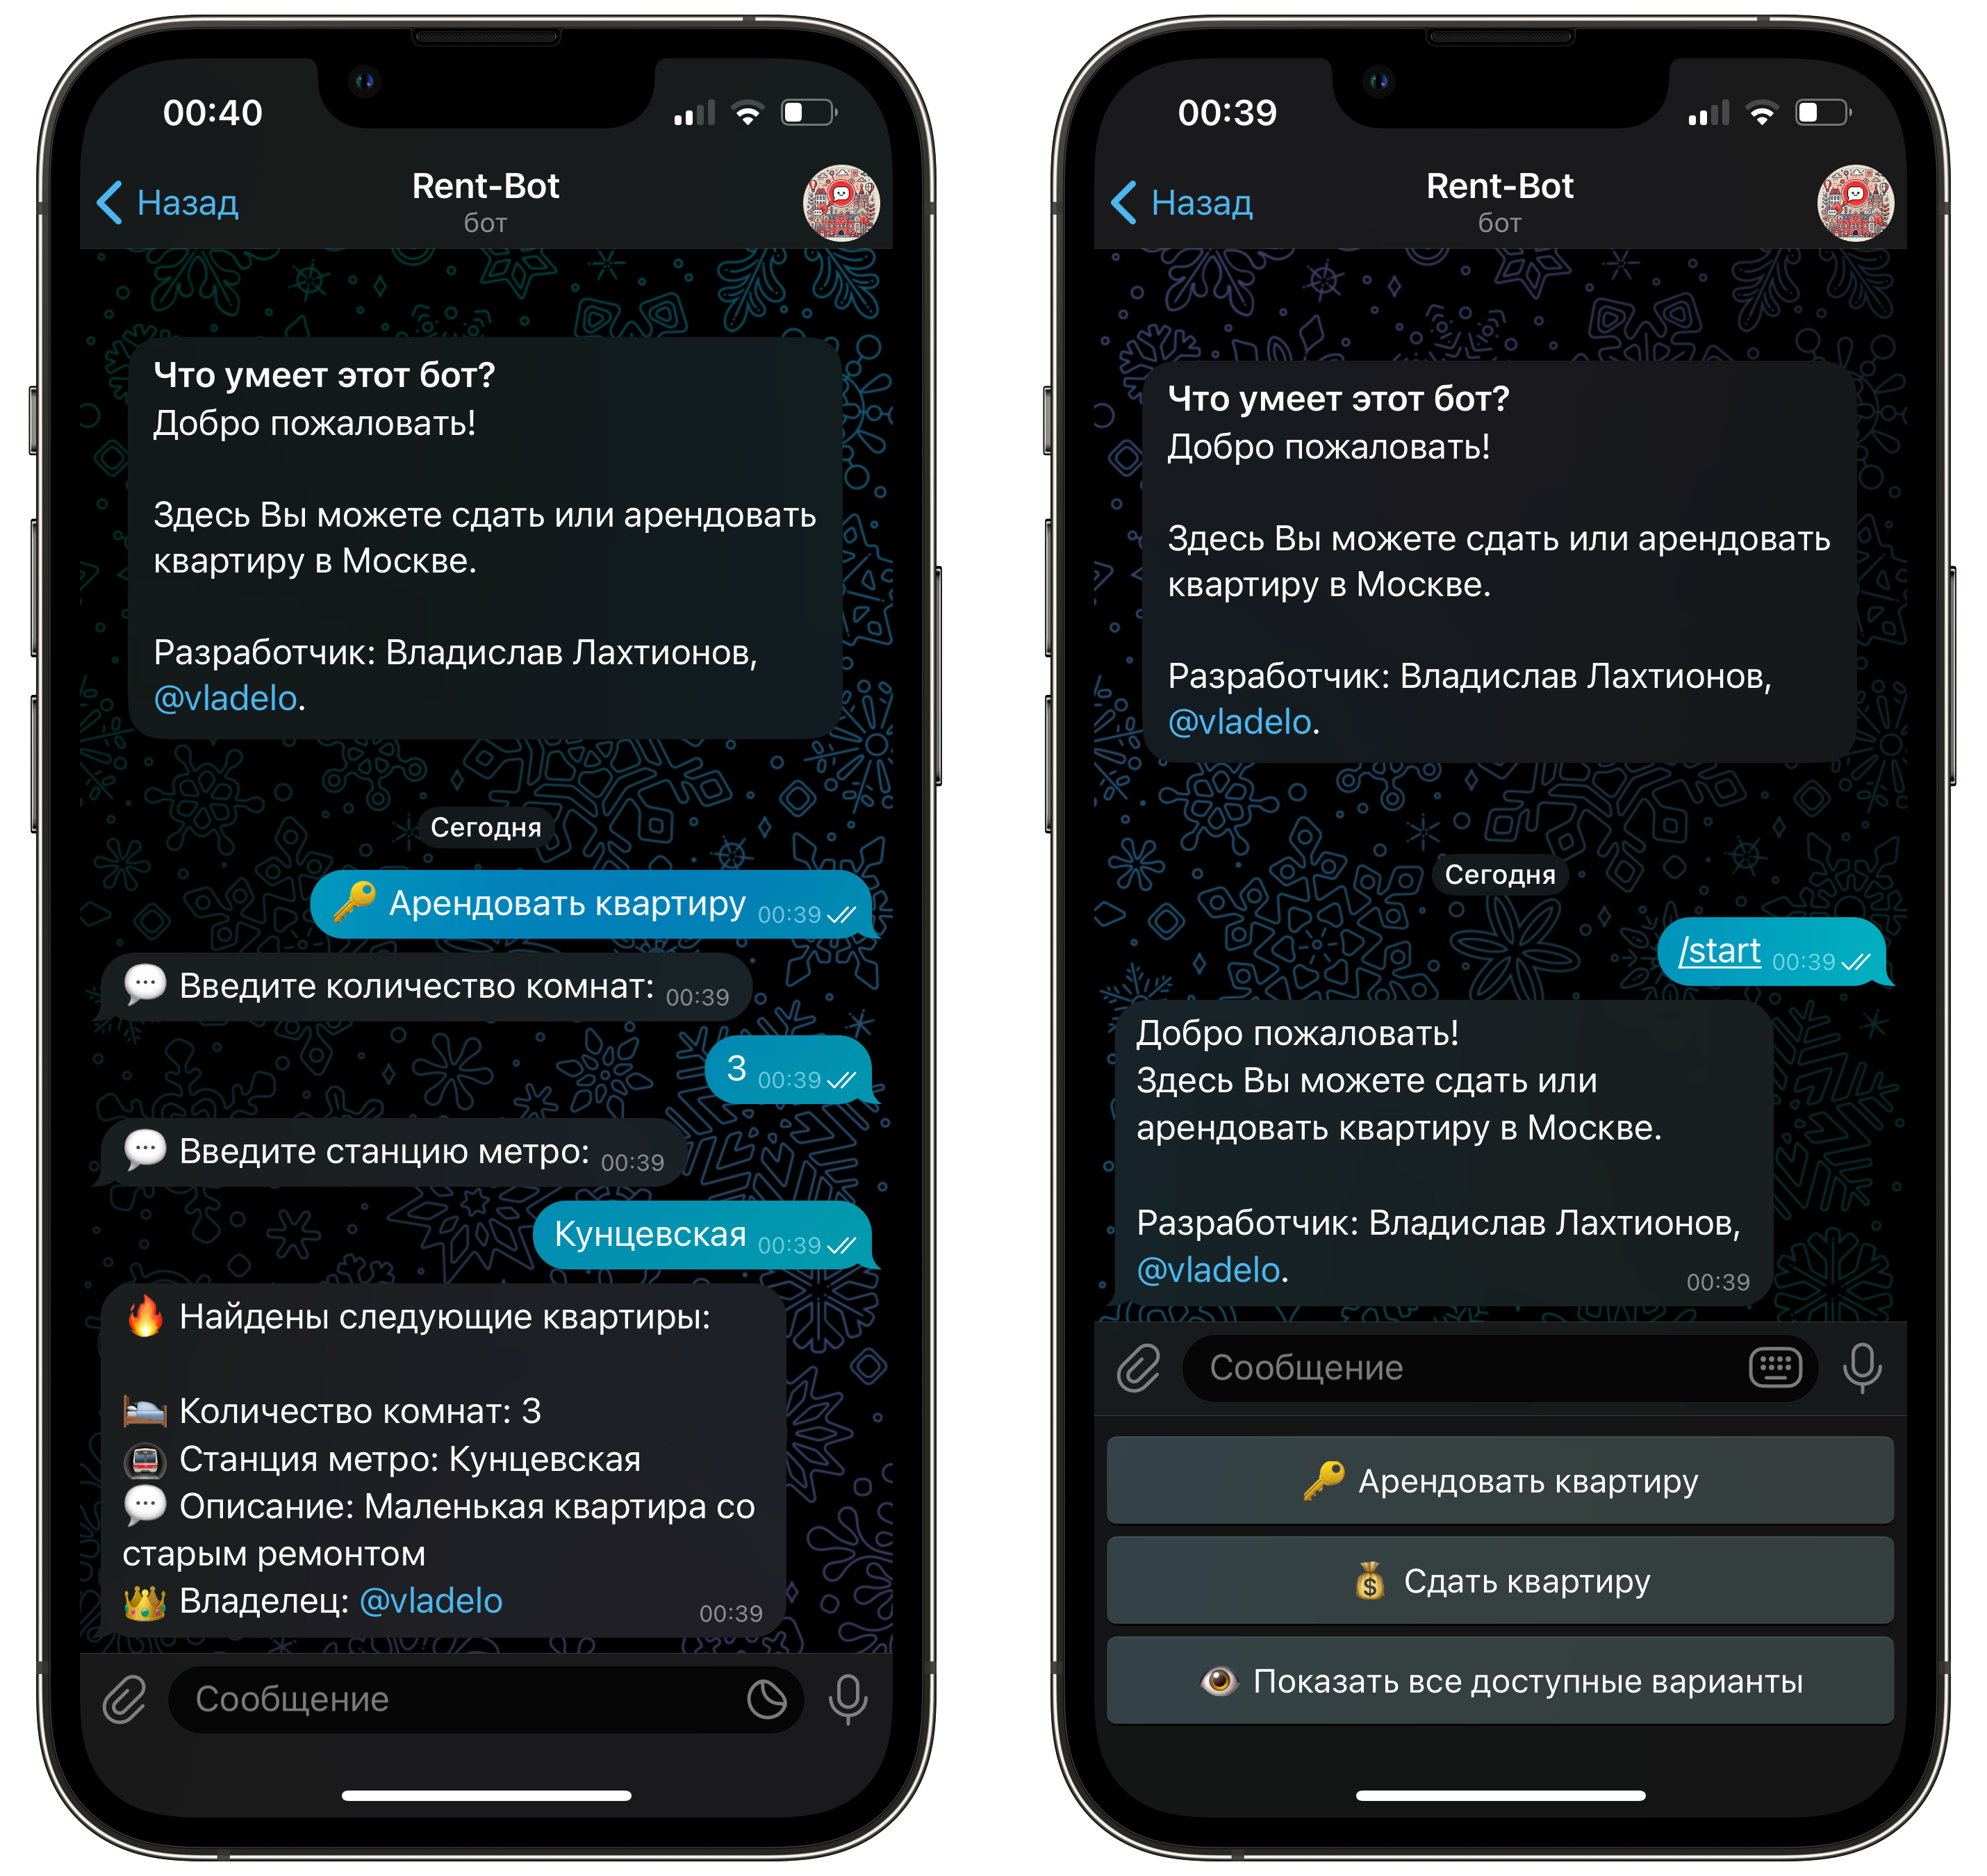 00:40
Назад
Rent-Bot
бот
Что умеет этот бот?
Добро пожаловать!
Здесь Вы можете сдать или арендовать
квартиру в Москве.
Разработчик: Владислав Лахтионов,
@vladelo.
Сегодня
🔑 Арендовать квартиру 00:39
💬 Введите количество комнат: 00:39
3 00:39
💬 Введите станцию метро: 00:39
Кунцевская 00:39
🔥 Найдены следующие квартиры:
🛏 Количество комнат: 3
🚇 Станция метро: Кунцевская
💬 Описание: Маленькая квартира со
старым ремонтом
👑 Владелец: @vladelo 00:39
Сообщение
00:39
Назад
Rent-Bot
бот
Что умеет этот бот?
Добро пожаловать!
Здесь Вы можете сдать или арендовать
квартиру в Москве.
Разработчик: Владислав Лахтионов,
@vladelo.
Сегодня
/start 00:39
Добро пожаловать!
Здесь Вы можете сдать или
арендовать квартиру в Москве.
Разработчик: Владислав Лахтионов,
@vladelo. 00:39
Сообщение
🔑 Арендовать квартиру
💰 Сдать квартиру
👁 Показать все доступные варианты